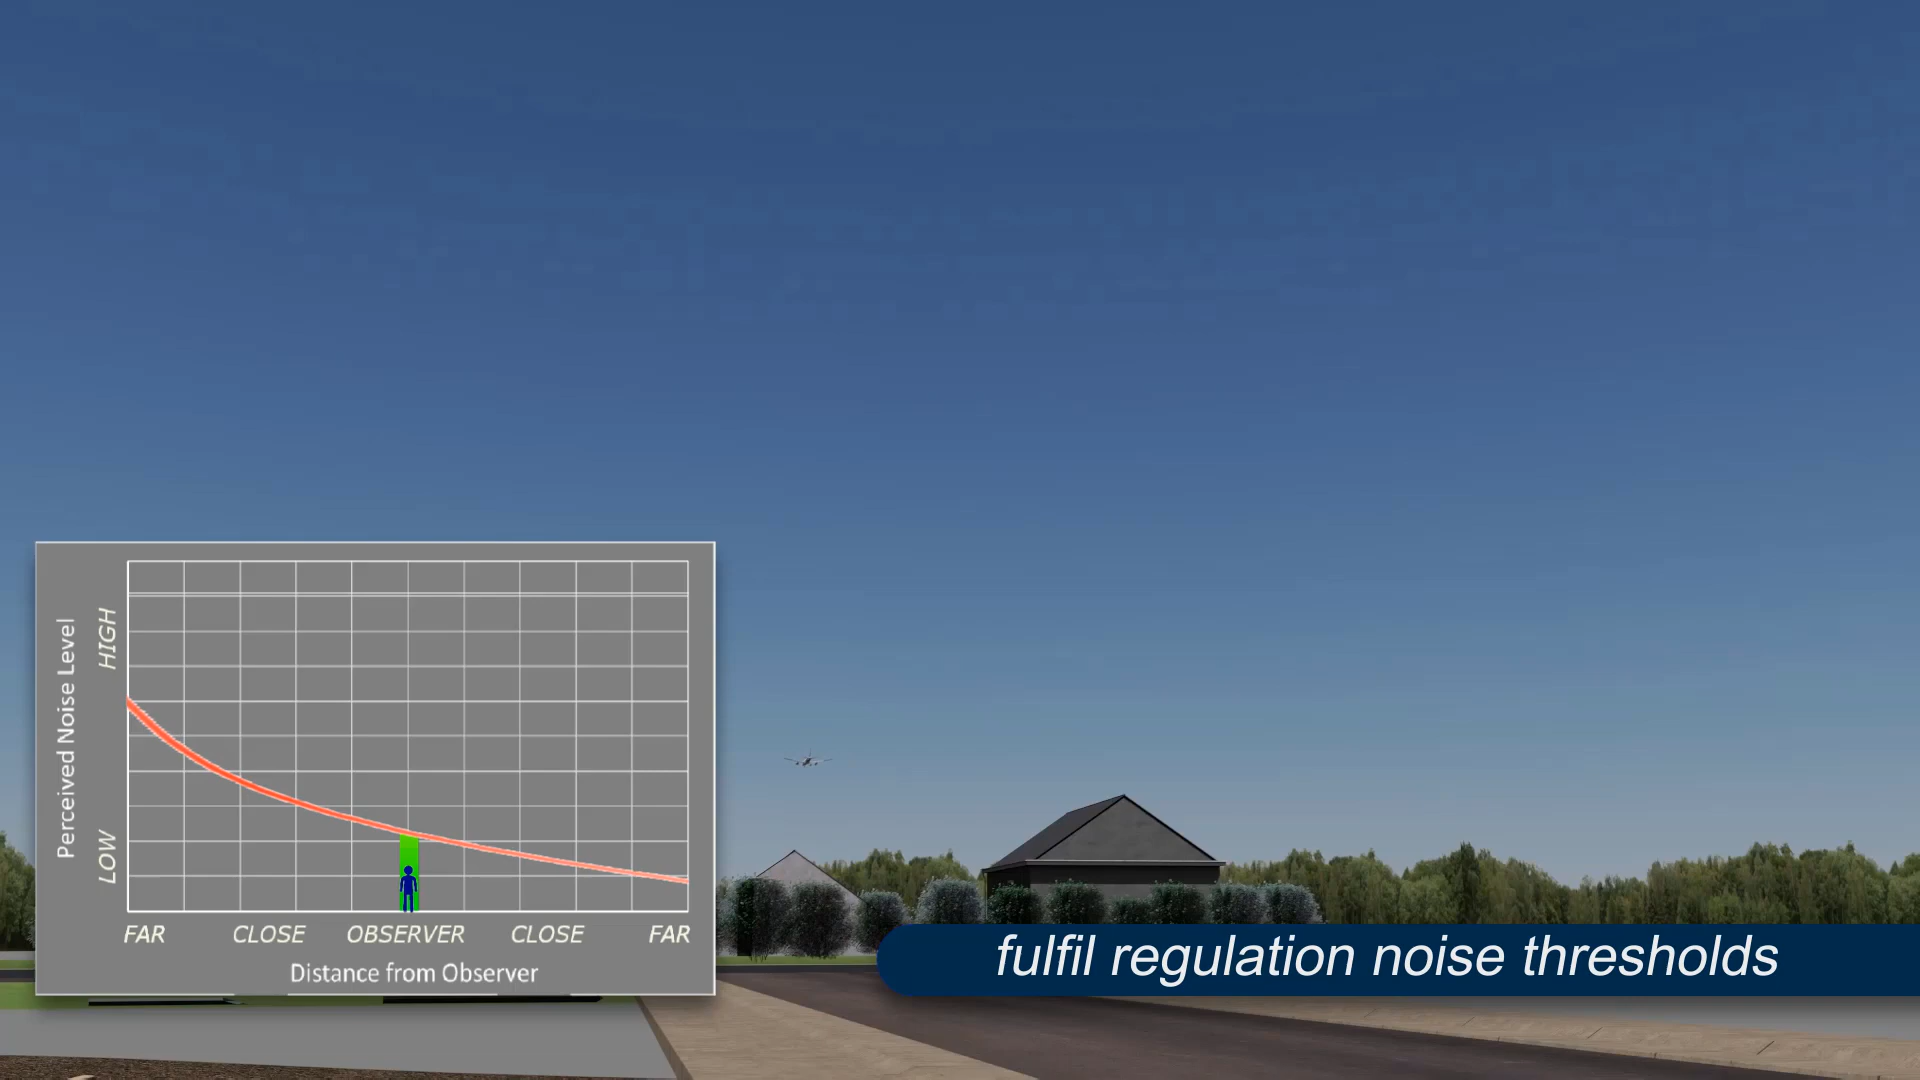 HIGH
Perceived Noise Level
LOW
FAR CLOSE OBSERVER CLOSE FAR
Distance from Observer
fulfil regulation noise thresholds